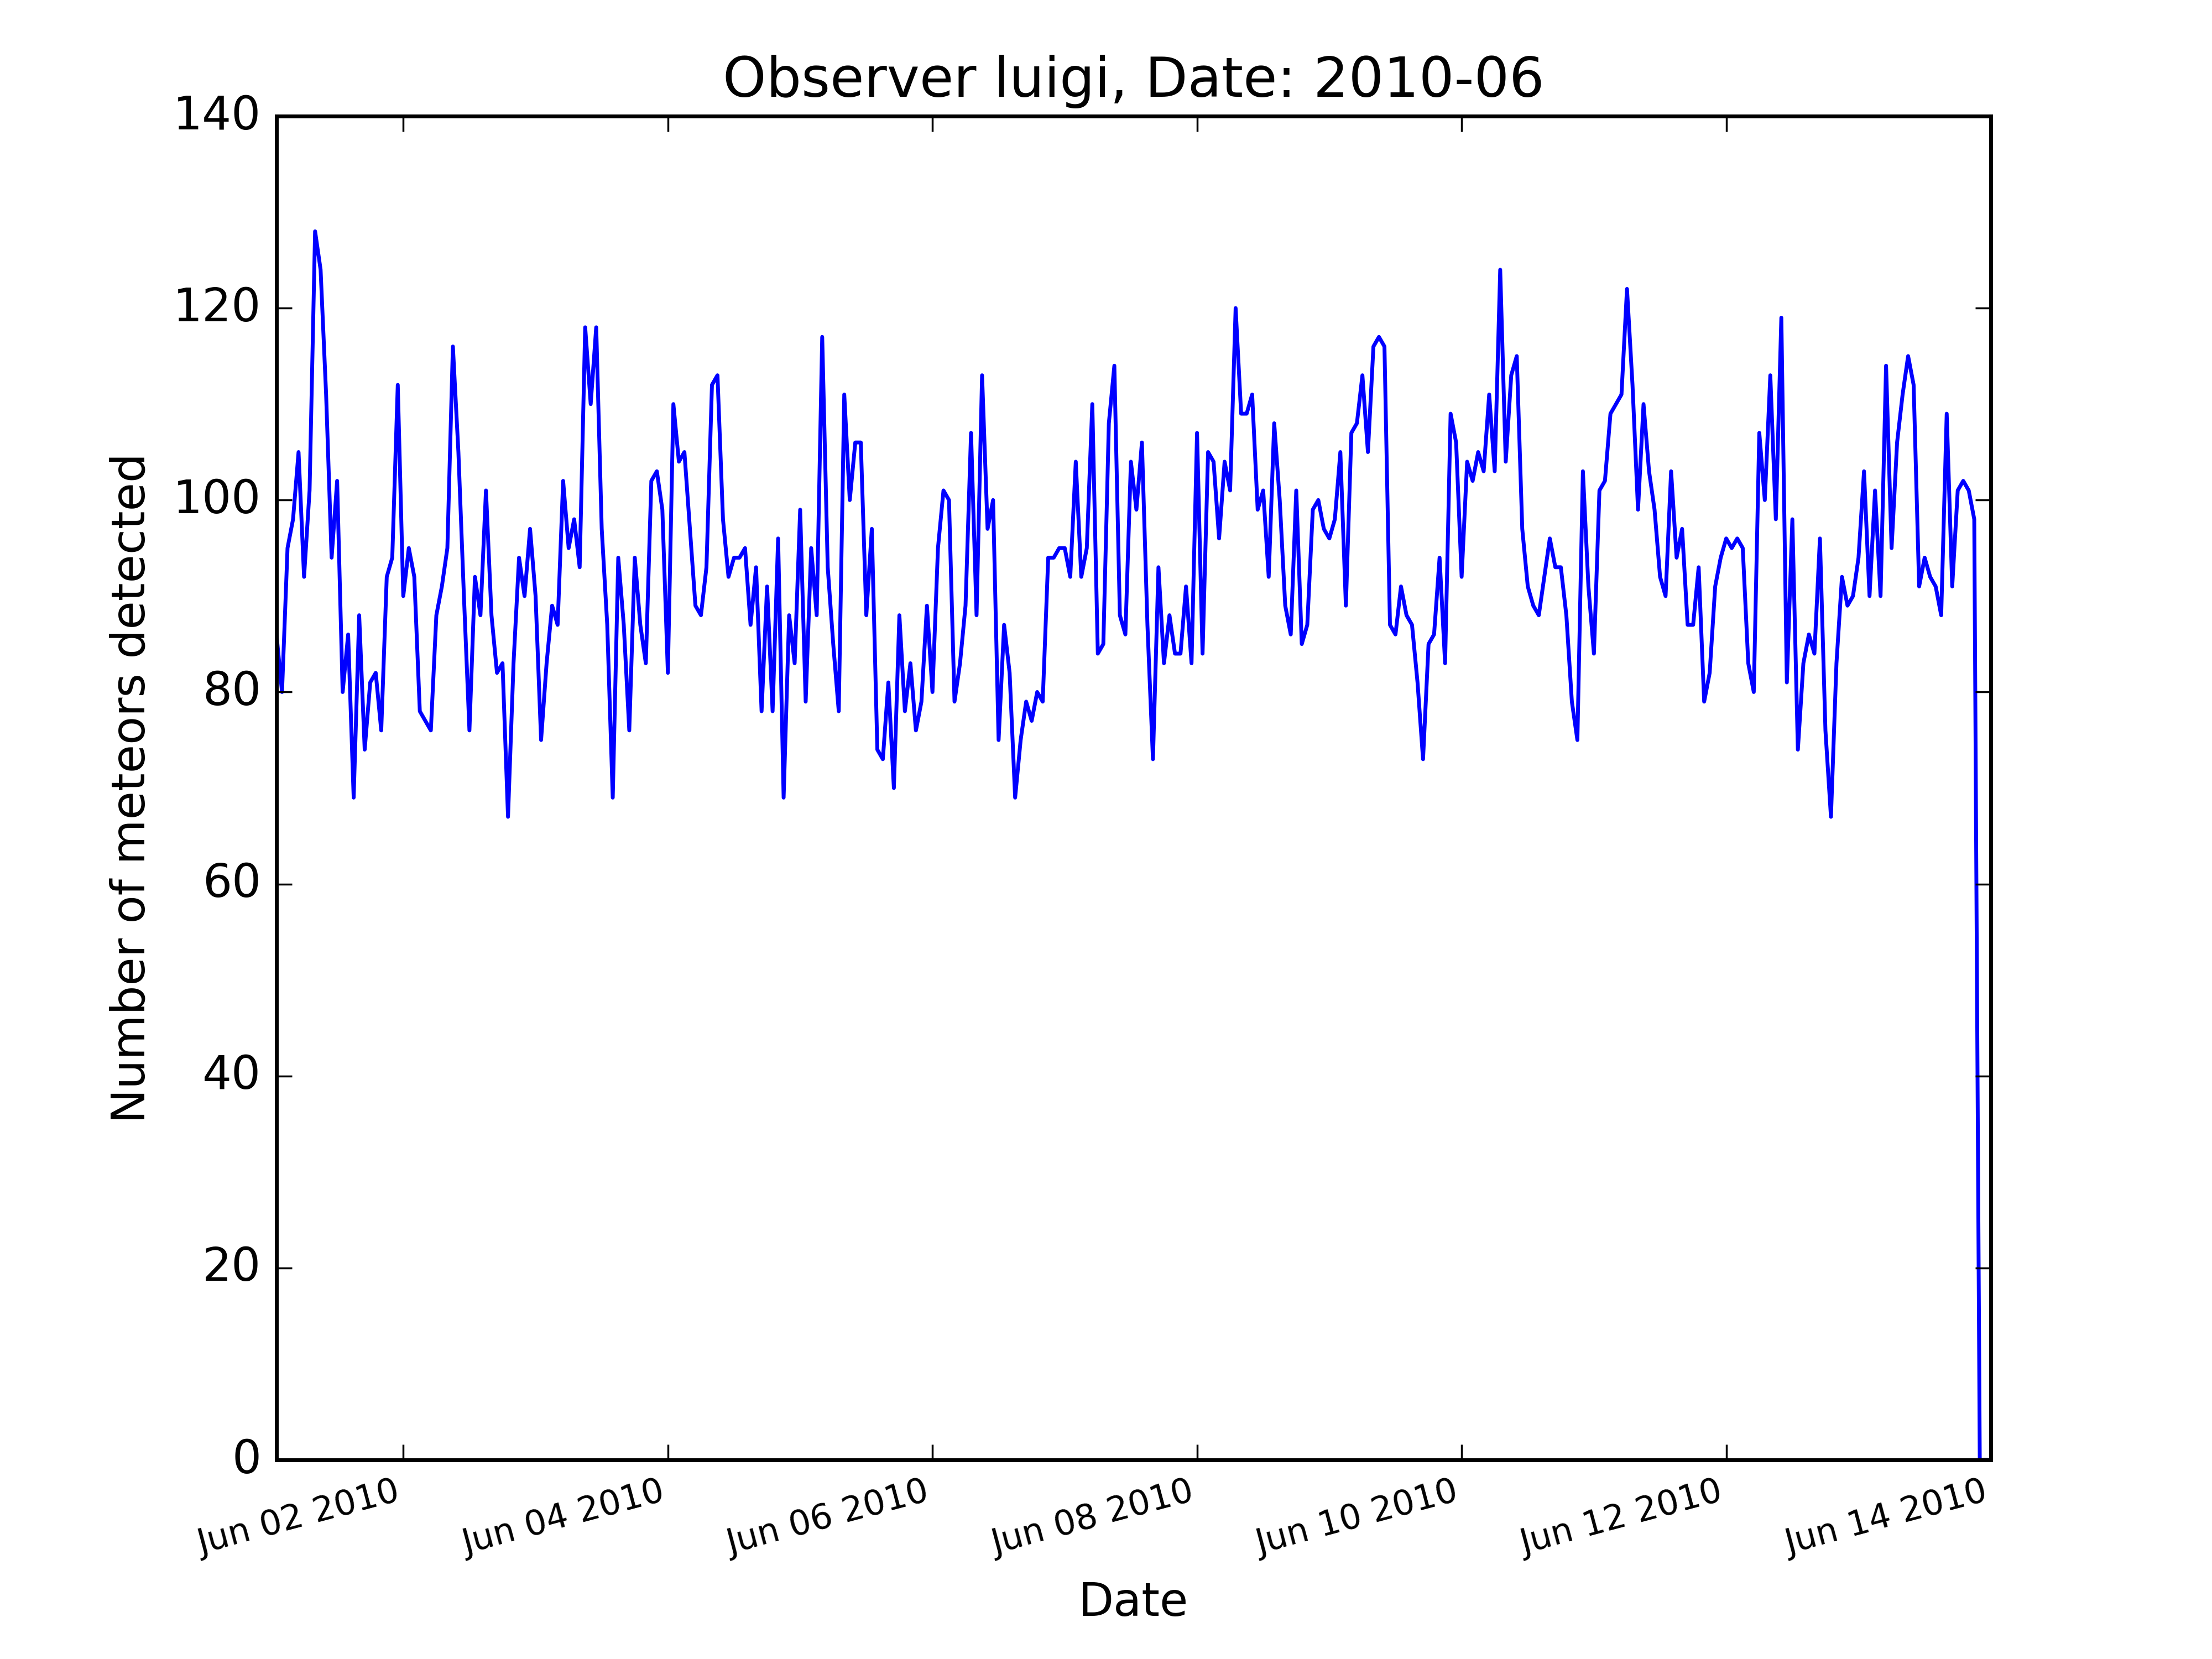 Observer luigi, Date: 2010-06
140
120
100
80
60
40
20
0
Number of meteors detected
Jun 02 2010
Jun 04 2010
Jun 06 2010
Jun 08 2010
Jun 10 2010
Jun 12 2010
Jun 14 2010
Date